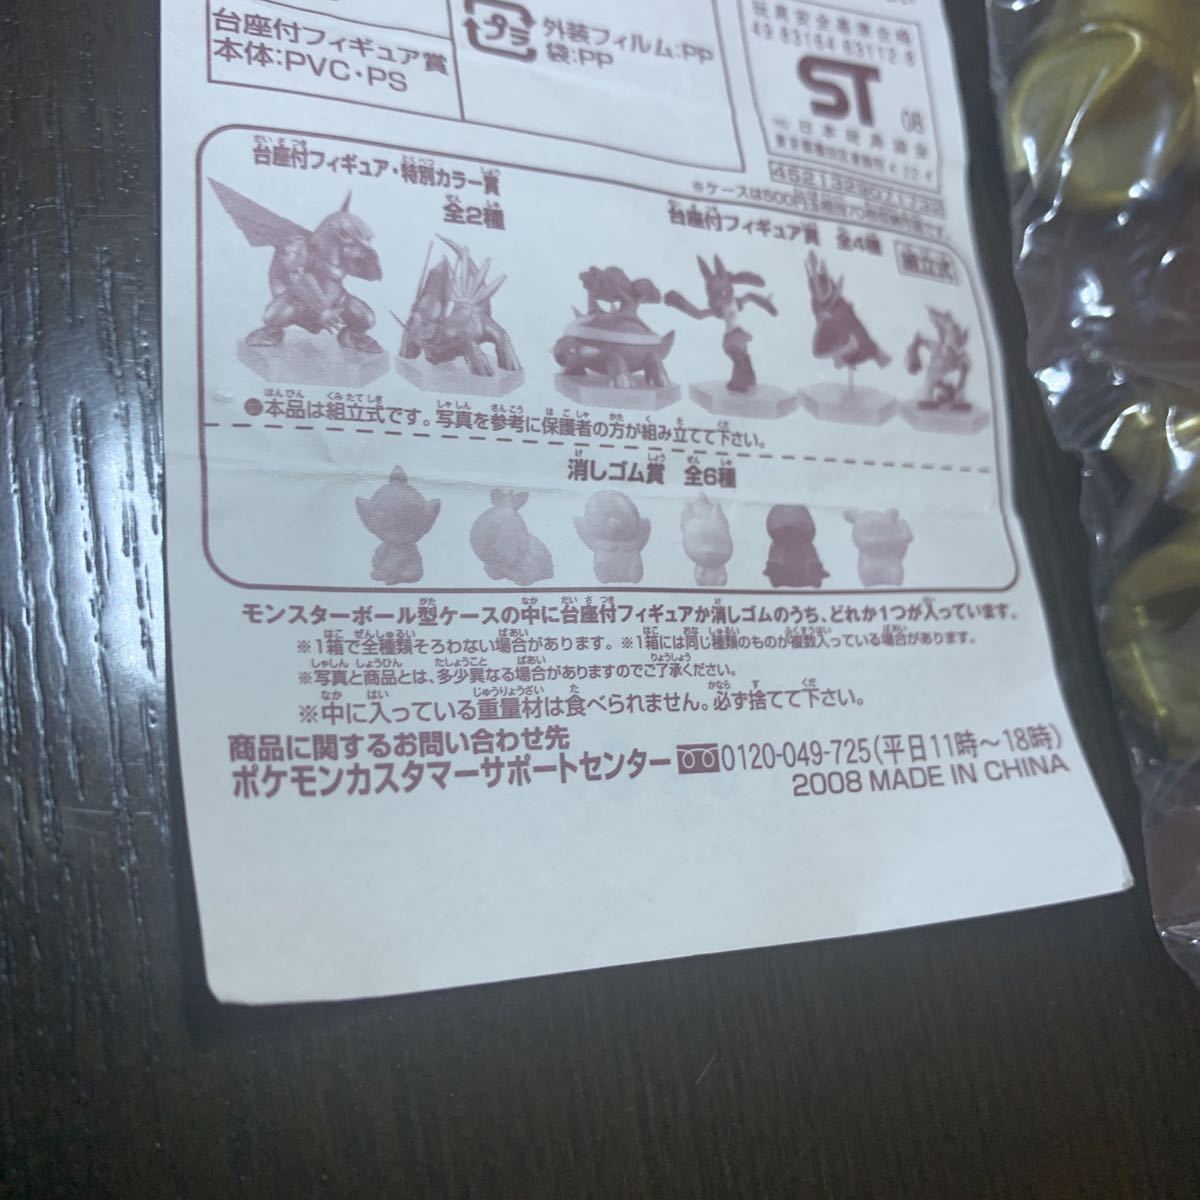 台座付フィギュア賞
本体:PVC・PS
プラ
外装フィルム:PP
袋:PP
玩具安全基準合格
ST
08
台座付フィギュア・特別カラー賞
全2種
台座付フィギュア賞 全4種
組立式
●本品は組立式です。写真を参考に保護者の方が組み立てて下さい。
消しゴム賞 全6種
モンスターボール型ケースの中に台座付フィギュアか消しゴムのうち、どれか1つが入っています。
※1箱で全種類そろわない場合があります。※1箱には同じ種類のものが複数入っている場合があります。
※写真と商品とは、多少異なる場合がありますのでご了承ください。
※中に入っている重量材は食べられません。必ず捨てて下さい。
商品に関するお問い合わせ先
ポケモンカスタマーサポートセンター 0120-049-725(平日11時～18時)
2008 MADE IN CHINA